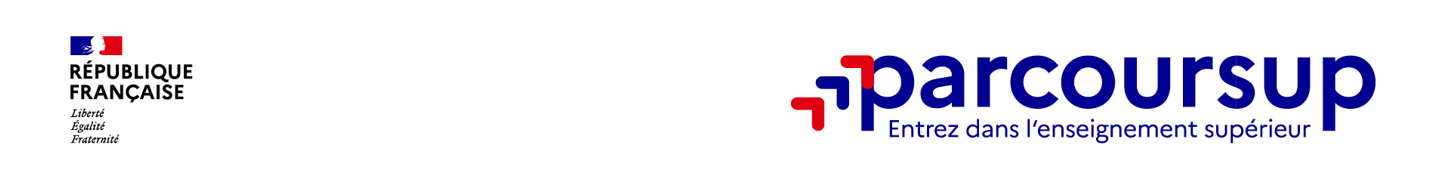 RÉPUBLIQUE
FRANÇAISE
Liberté
Égalité
Fraternité
parcoursup
Entrez dans l'enseignement supérieur